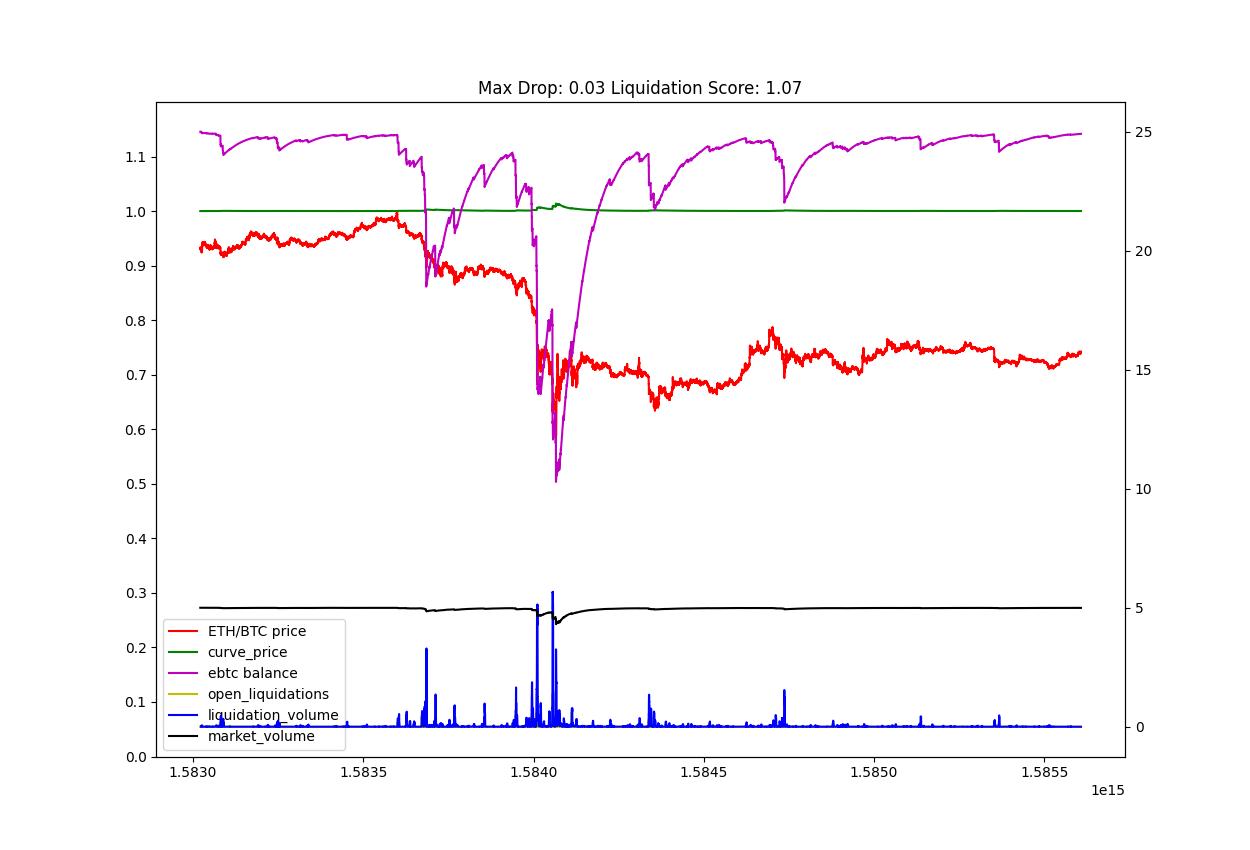 Max Drop: 0.03 Liquidation Score: 1.07
1.1
1.0
0.9
0.8
0.7
0.6
0.5
0.4
0.3
0.2
0.1
0.0
25
20
15
10
5
0
ETH/BTC price
curve_price
ebtc balance
open_liquidations
liquidation_volume
market_volume
1.5830 1.5835 1.5840 1.5845 1.5850 1.5855
1e15